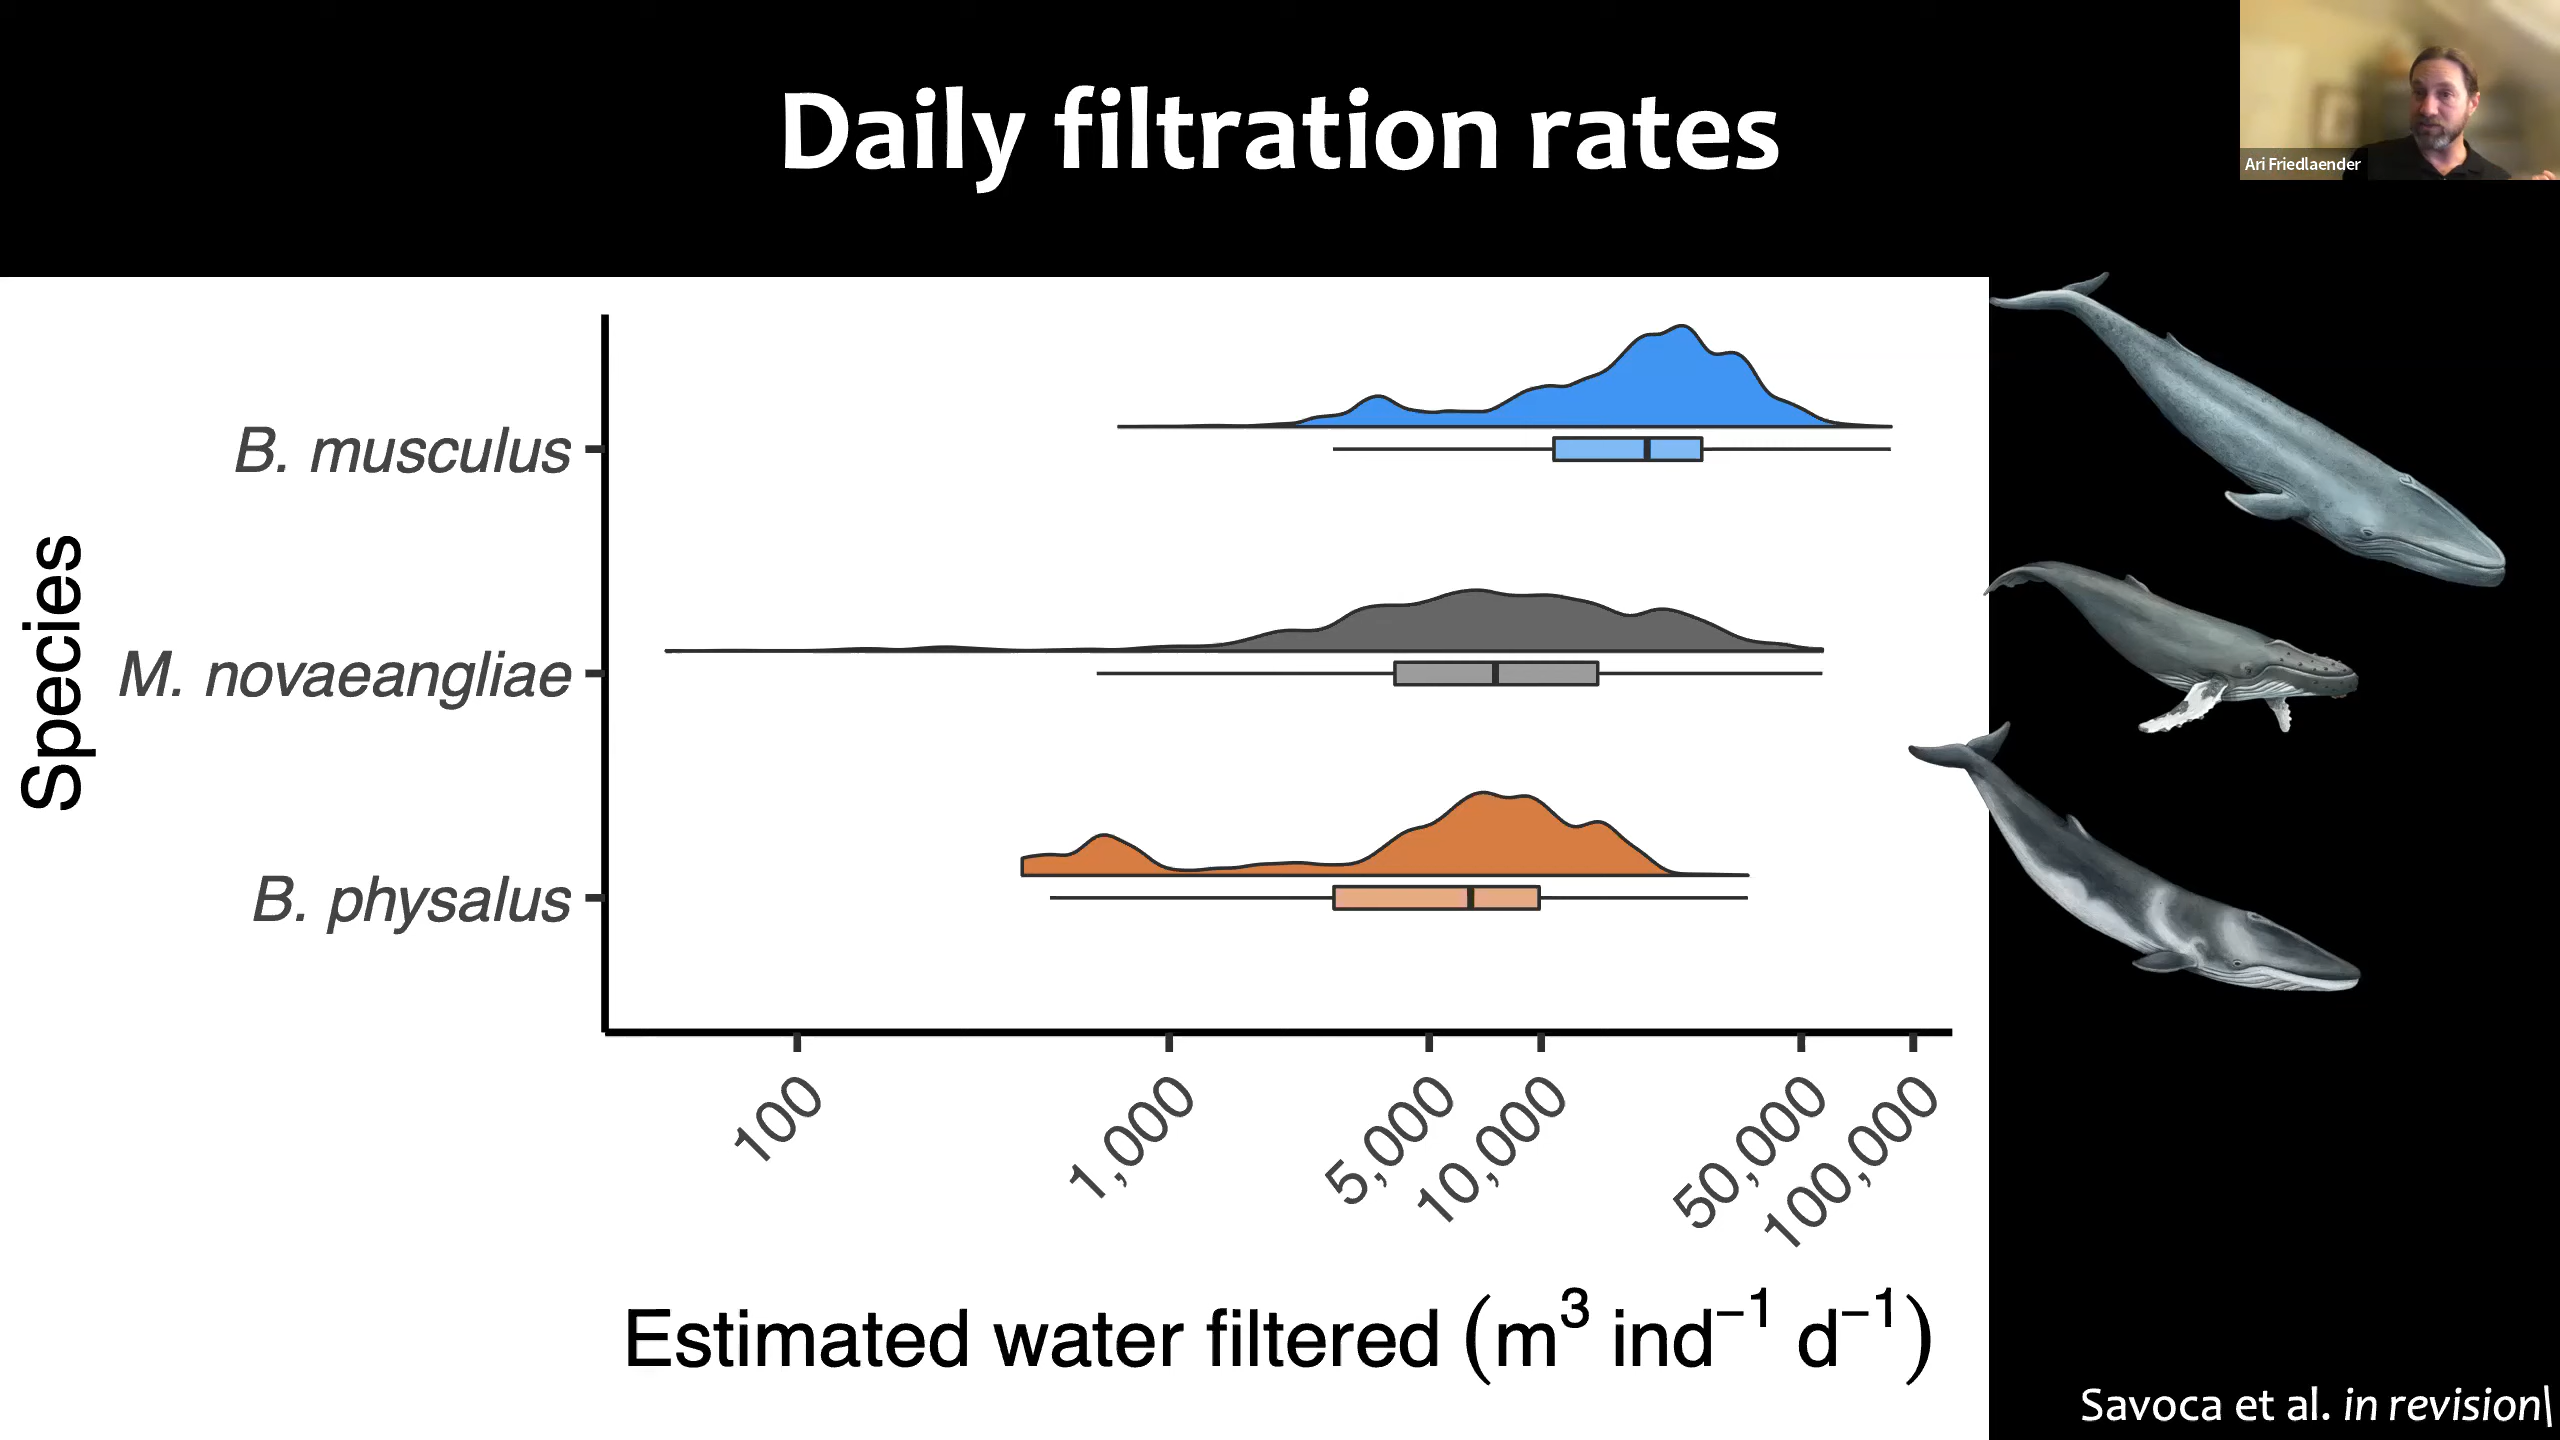 Daily filtration rates
Ari Friedlaender
Species
B. musculus
M. novaeangliae
B. physalus
100
1,000
5,000
10,000
50,000
100,000
Estimated water filtered (m³ ind⁻¹ d⁻¹)
Savoca et al. in revision\